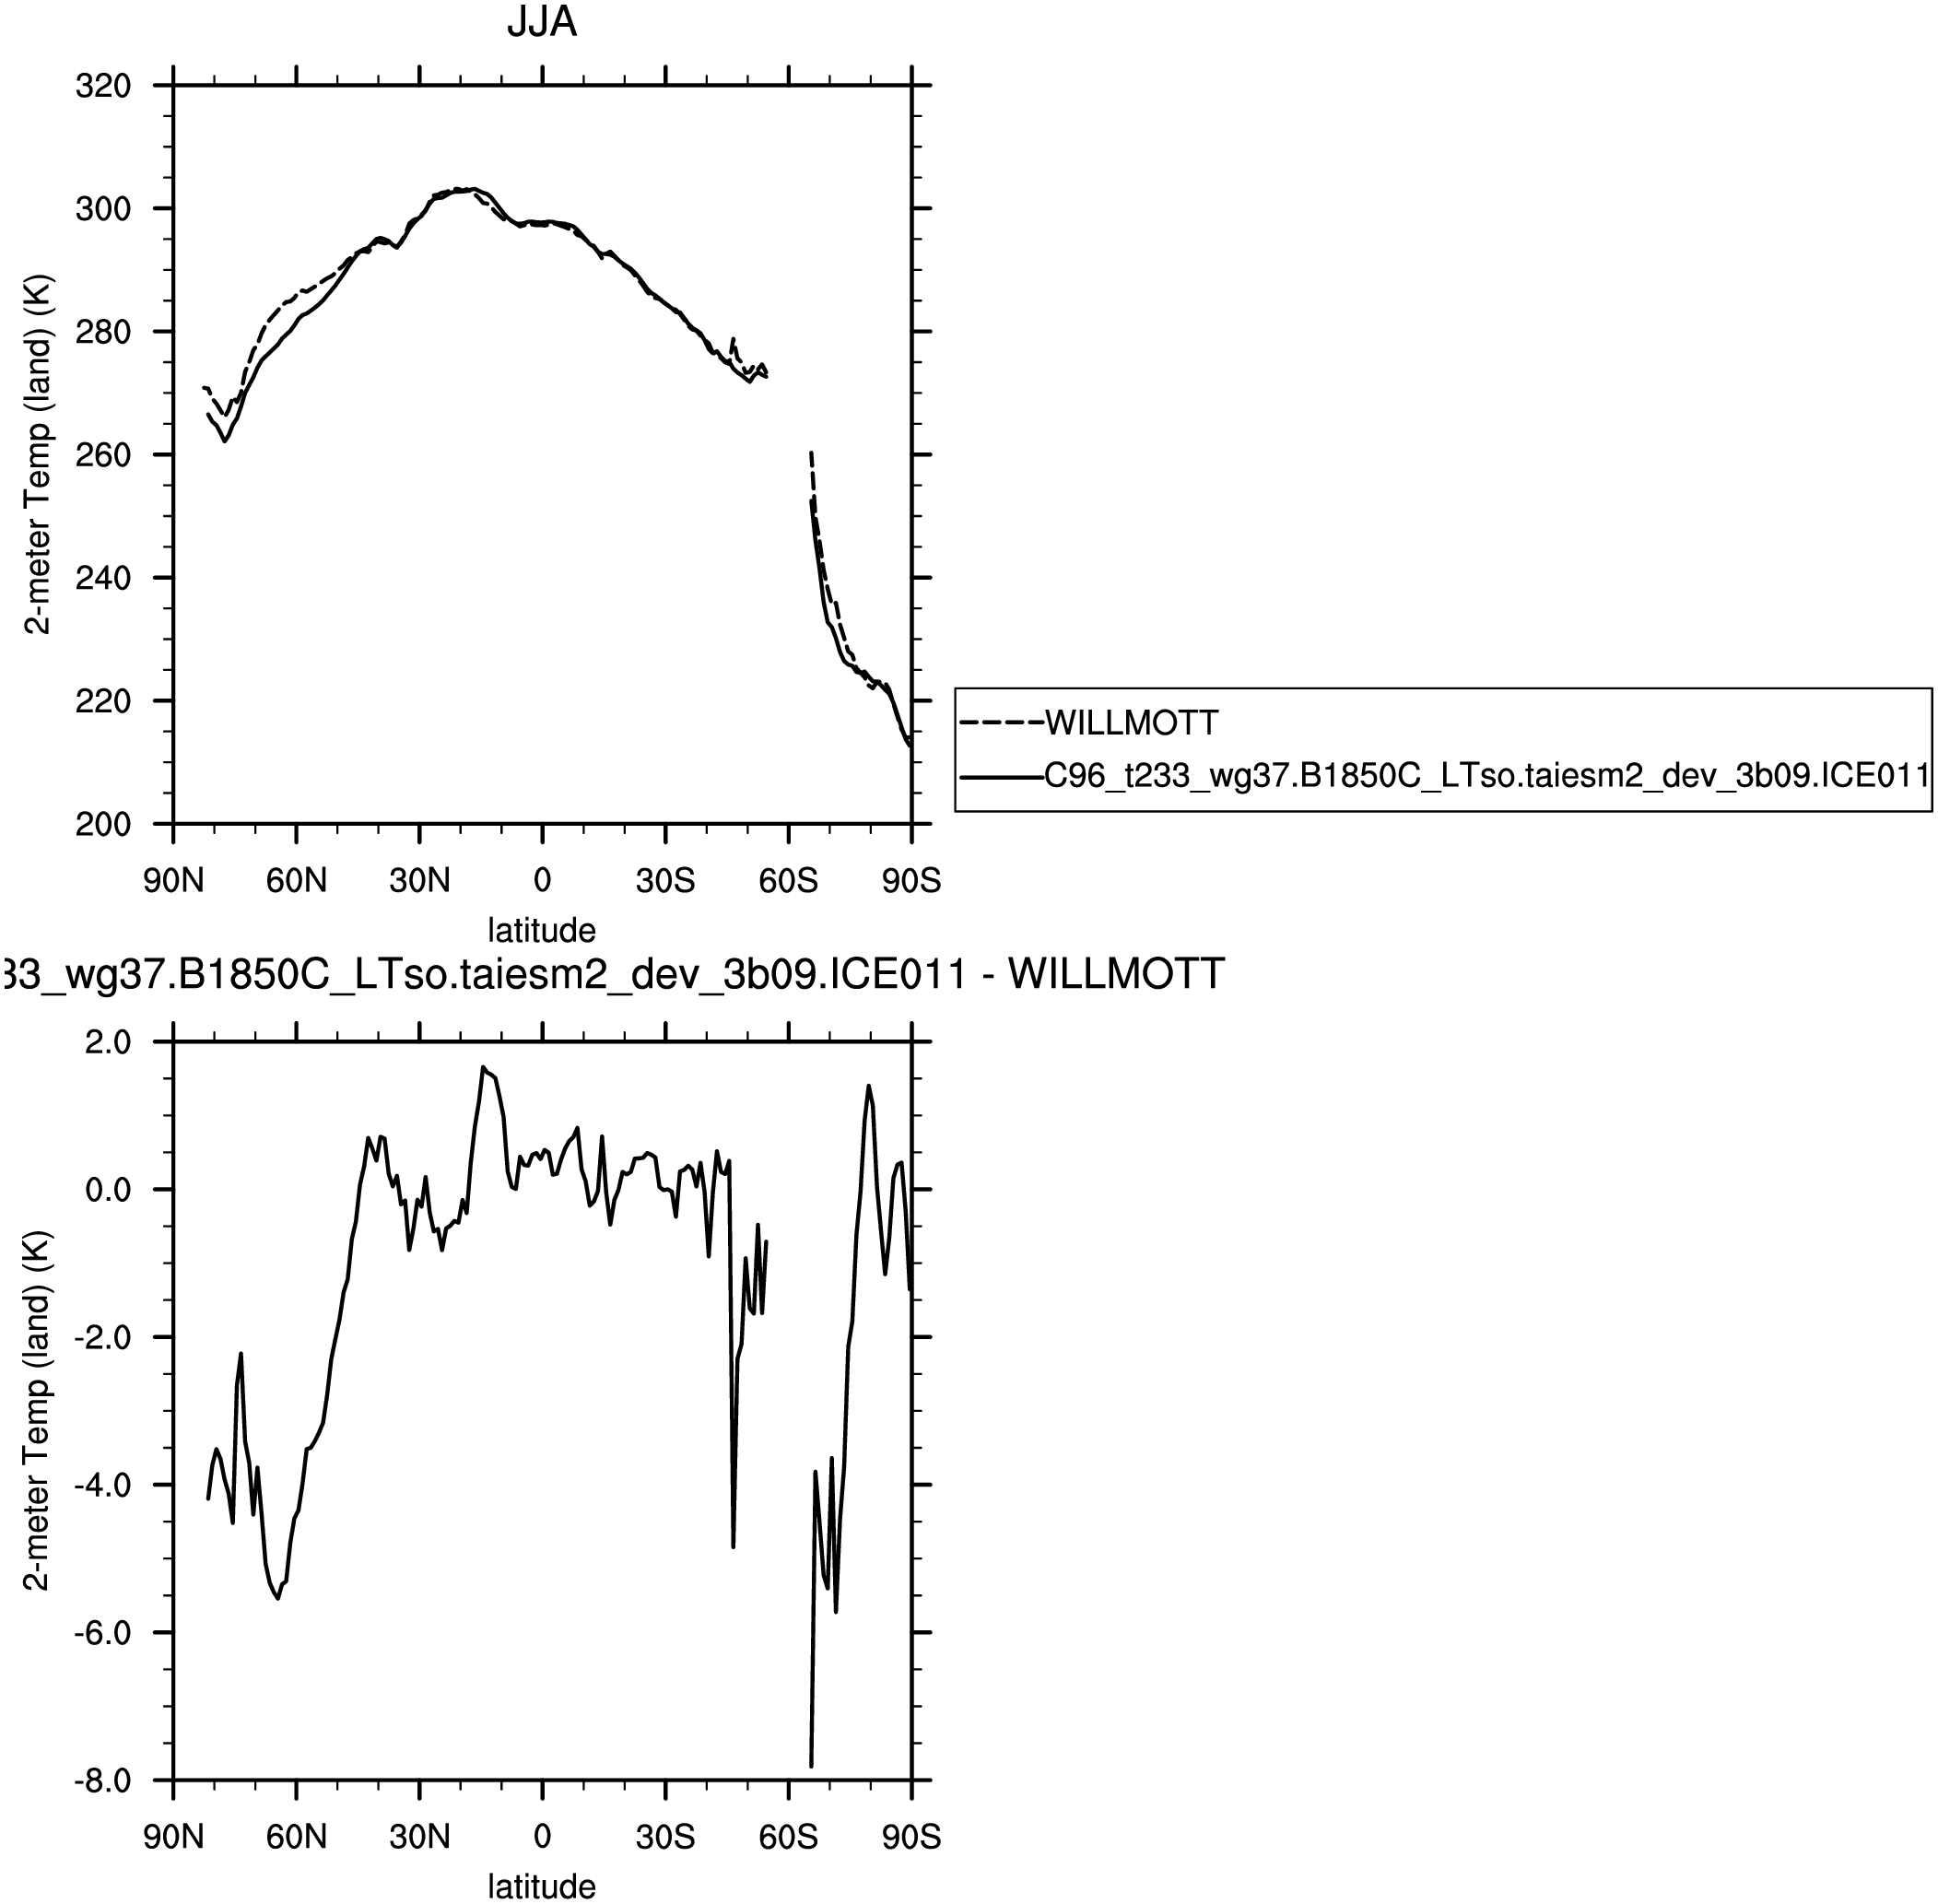 JJA
320
300
280
260
240
220
200
2-meter Temp (land) (K)
90N 60N 30N 0 30S 60S 90S
latitude
WILLMOTT
C96_t233_wg37.B1850C_LTso.taiesm2_dev_3b09.ICE011
33_wg37.B1850C_LTso.taiesm2_dev_3b09.ICE011 - WILLMOTT
2.0
0.0
-2.0
-4.0
-6.0
-8.0
2-meter Temp (land) (K)
90N 60N 30N 0 30S 60S 90S
latitude